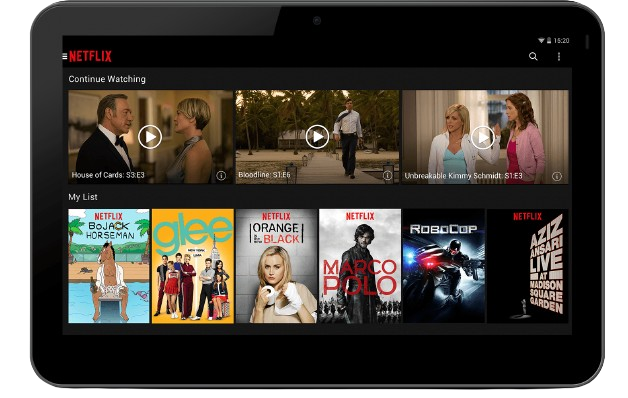 15:20
NETFLIX
Continue Watching
House of Cards: S3:E3
Bloodline: S1:E6
Unbreakable Kimmy Schmidt: S1:E3
My List
NETFLIX
BOJACK
HORSEMAN
glee
NEW YORK
NETFLIX
ORANGE
IS THE NEW
BLACK
NETFLIX
MARCO
POLO
ROBOCOP
NETFLIX
AZIZ
ANSARI
LIVE
AT
MADISON
SQUARE
GARDEN